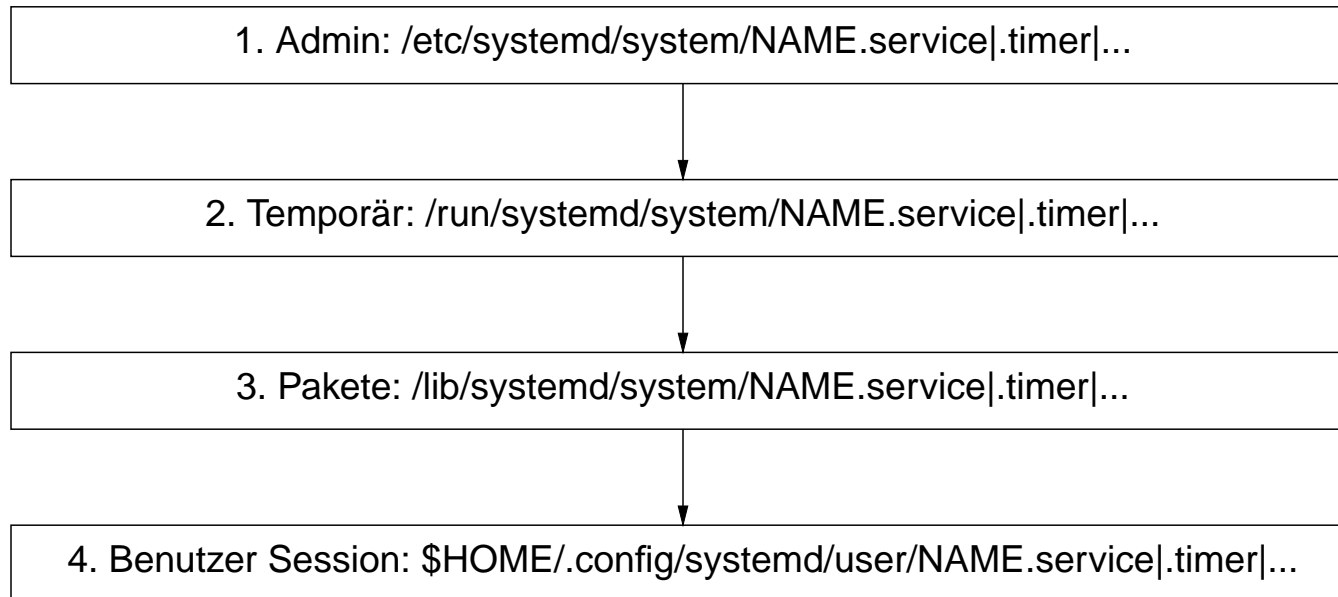 1. Admin: /etc/systemd/system/NAME.service|.timer|...
2. Temporär: /run/systemd/system/NAME.service|.timer|...
3. Pakete: /lib/systemd/system/NAME.service|.timer|...
4. Benutzer Session: $HOME/.config/systemd/user/NAME.service|.timer|...